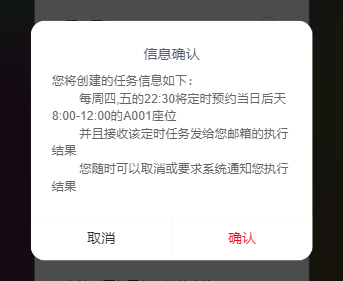 信息确认
您将创建的任务信息如下：
每周四,五的22:30将定时预约当日后天
8:00-12:00的A001座位
并且接收该定时任务发给您邮箱的执行
结果
您随时可以取消或要求系统通知您执行
结果
取消
确认